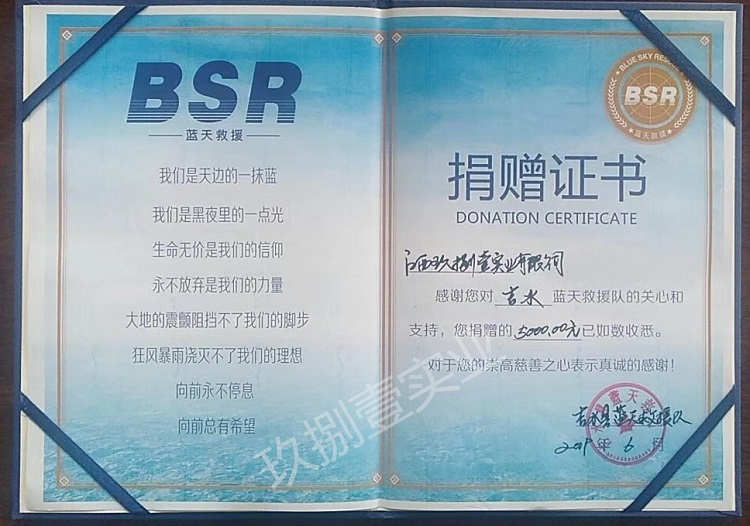 BSR
蓝天救援
我们是天边的一抹蓝
我们是黑夜里的一点光
生命无价是我们的信仰
永不放弃是我们的力量
大地的震颤阻挡不了我们的脚步
狂风暴雨浇灭不了我们的理想
向前永不停息
向前总有希望
BLUE SKY RESCUE
BSR
蓝天救援
捐赠证书
DONATION CERTIFICATE
江西玖捌壹实业有限公司
感谢您对 吉水 蓝天救援队的关心和
支持，您捐赠的 5000.00元 已如数收悉。
对于您的崇高慈善之心表示真诚的感谢！
吉水县蓝天救援队
年 6 月
玖捌壹实业